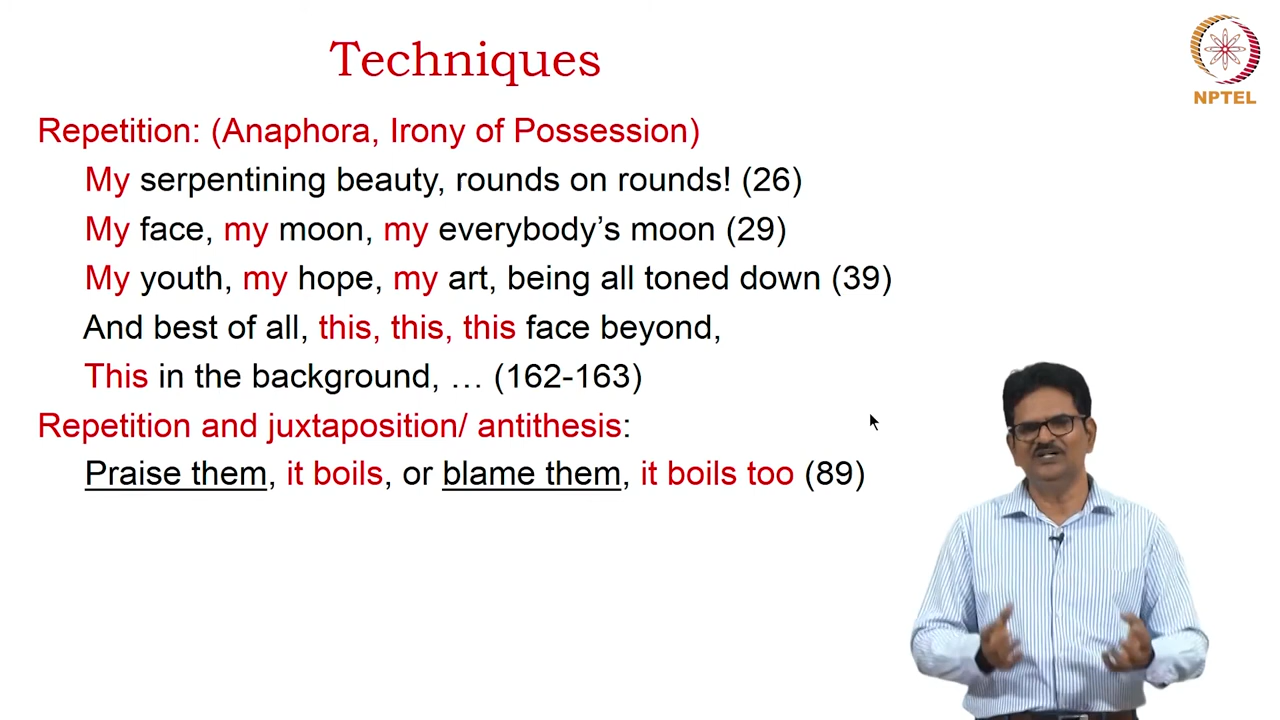 Techniques
NPTEL
Repetition: (Anaphora, Irony of Possession)
My serpentining beauty, rounds on rounds! (26)
My face, my moon, my everybody’s moon (29)
My youth, my hope, my art, being all toned down (39)
And best of all, this, this, this face beyond,
This in the background, … (162-163)
Repetition and juxtaposition/ antithesis:
Praise them, it boils, or blame them, it boils too (89)